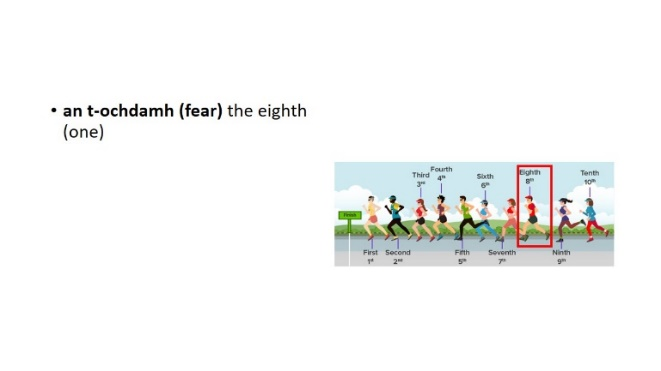 • an t-ochdamh (fear) the eighth
(one)
Third
3rd
Fourth
4th
Sixth
6th
Eighth
8th
Tenth
10th
Finish
First
1st
Second
2nd
Fifth
5th
Seventh
7th
Ninth
9th